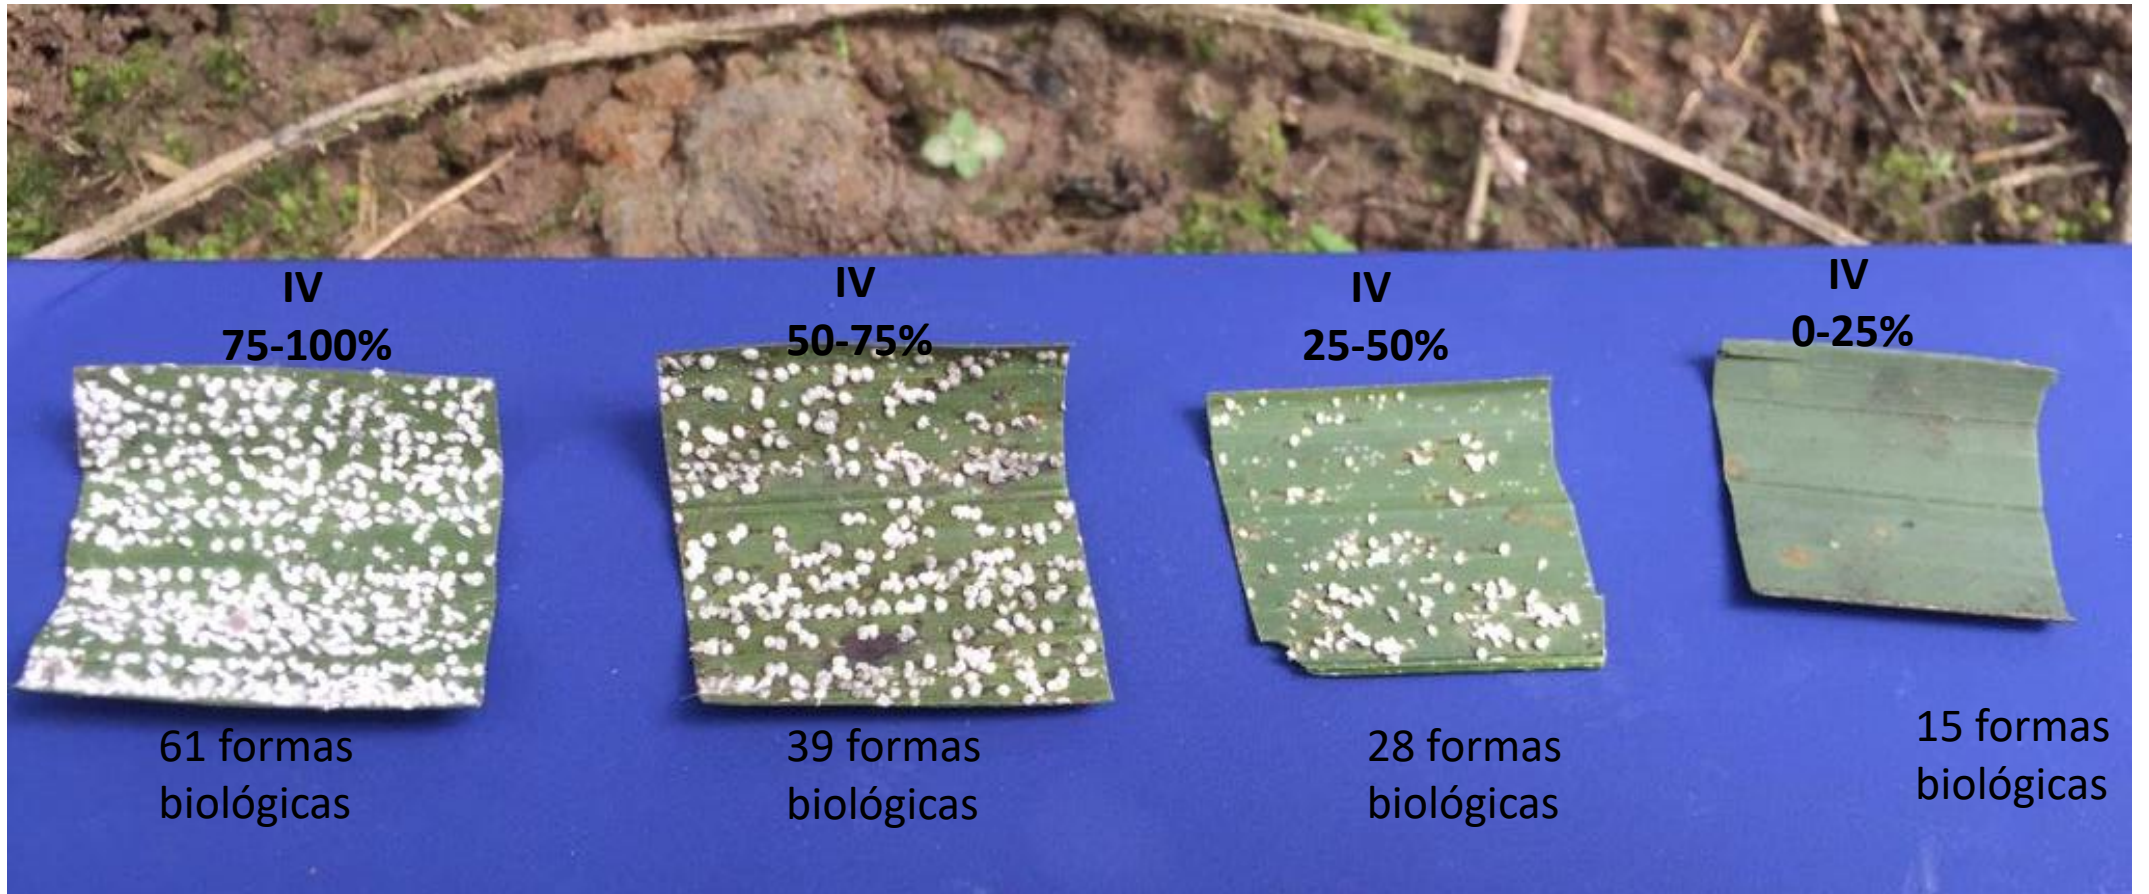 IV
75-100%
61 formas
biológicas
IV
50-75%
39 formas
biológicas
IV
25-50%
28 formas
biológicas
IV
0-25%
15 formas
biológicas